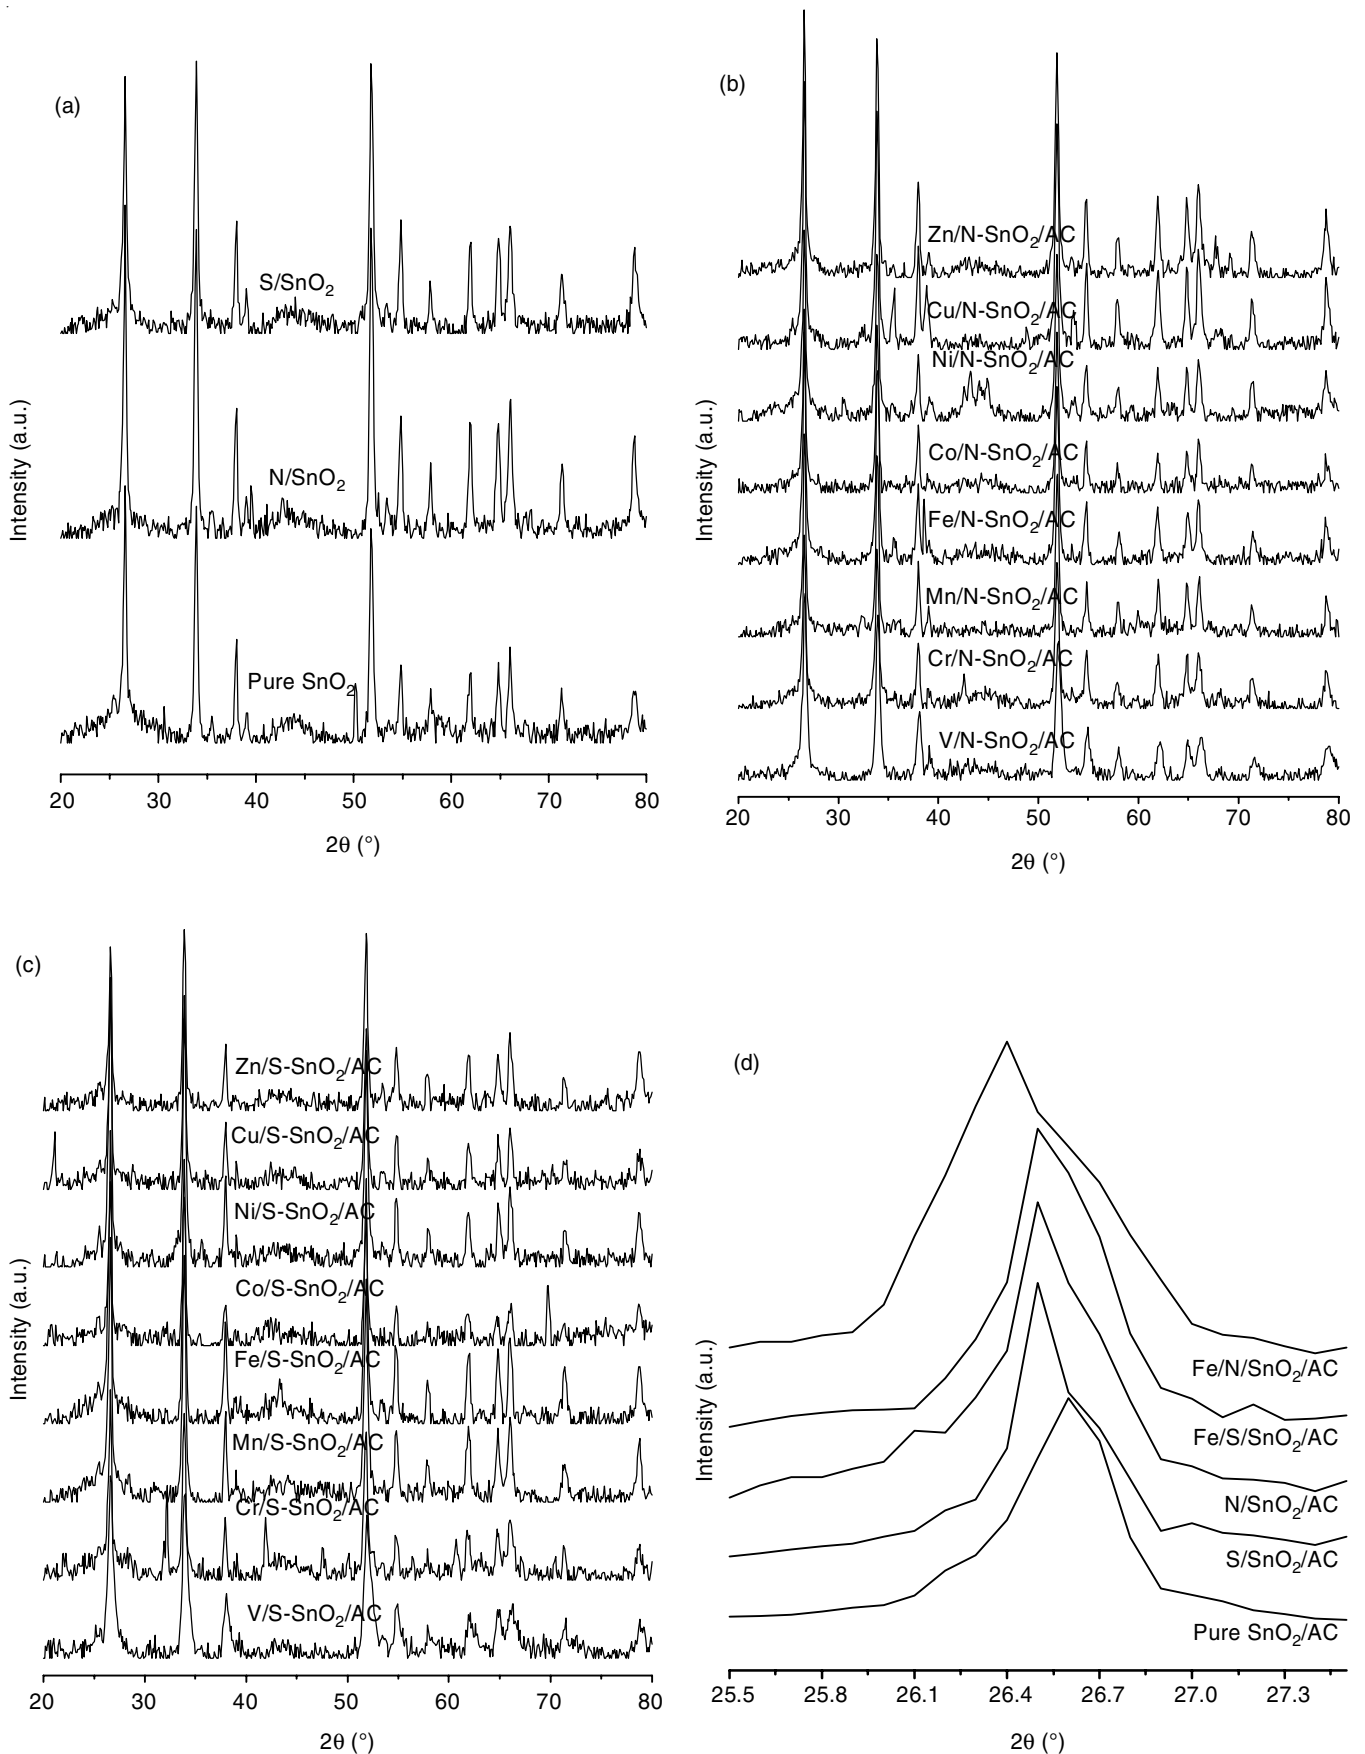 (a)
S/SnO2
N/SnO2
Pure SnO2
Intensity (a.u.)
20 30 40 50 60 70 80
2θ (°)
(b)
Zn/N-SnO2/AC
Cu/N-SnO2/AC
Ni/N-SnO2/AC
Co/N-SnO2/AC
Fe/N-SnO2/AC
Mn/N-SnO2/AC
Cr/N-SnO2/AC
V/N-SnO2/AC
Intensity (a.u.)
20 30 40 50 60 70 80
2θ (°)
(c)
Zn/S-SnO2/AC
Cu/S-SnO2/AC
Ni/S-SnO2/AC
Co/S-SnO2/AC
Fe/S-SnO2/AC
Mn/S-SnO2/AC
Cr/S-SnO2/AC
V/S-SnO2/AC
Intensity (a.u.)
20 30 40 50 60 70 80
2θ (°)
(d)
Fe/N/SnO2/AC
Fe/S/SnO2/AC
N/SnO2/AC
S/SnO2/AC
Pure SnO2/AC
Intensity (a.u.)
25.5 25.8 26.1 26.4 26.7 27.0 27.3
2θ (°)